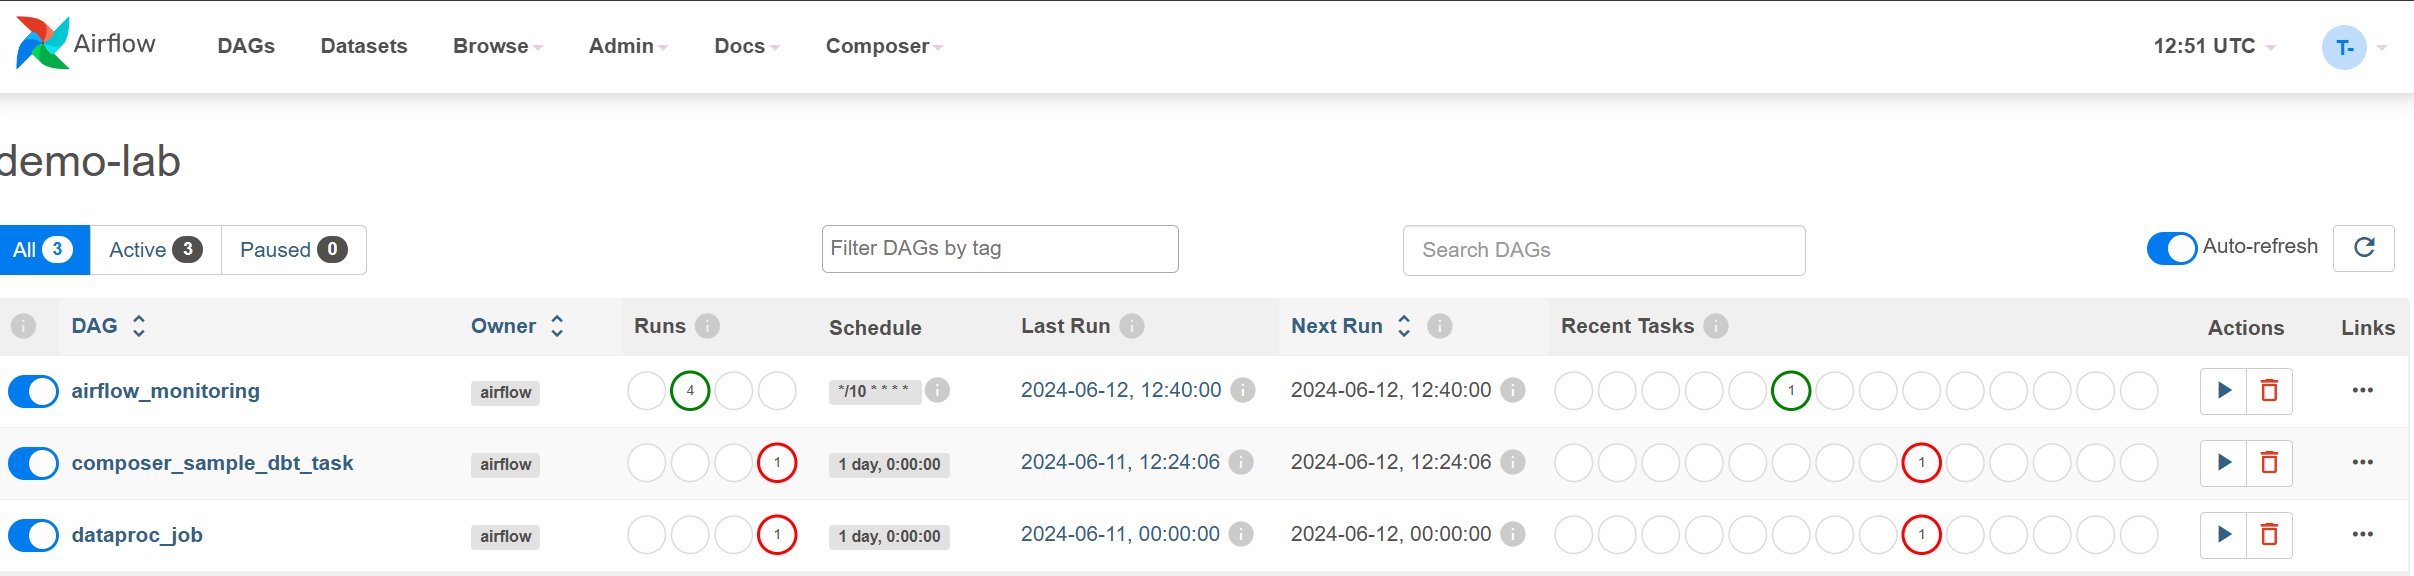 Airflow DAGs Datasets Browse Admin Docs Composer 12:51 UTC T-
demo-lab
All 3 Active 3 Paused 0 Filter DAGs by tag Search DAGs Auto-refresh
DAG Owner Runs Schedule Last Run Next Run Recent Tasks Actions Links
airflow_monitoring airflow 4 */10 * * * * 2024-06-12, 12:40:00 2024-06-12, 12:40:00 1
composer_sample_dbt_task airflow 1 1 day, 0:00:00 2024-06-11, 12:24:06 2024-06-12, 12:24:06 1
dataproc_job airflow 1 1 day, 0:00:00 2024-06-11, 00:00:00 2024-06-12, 00:00:00 1